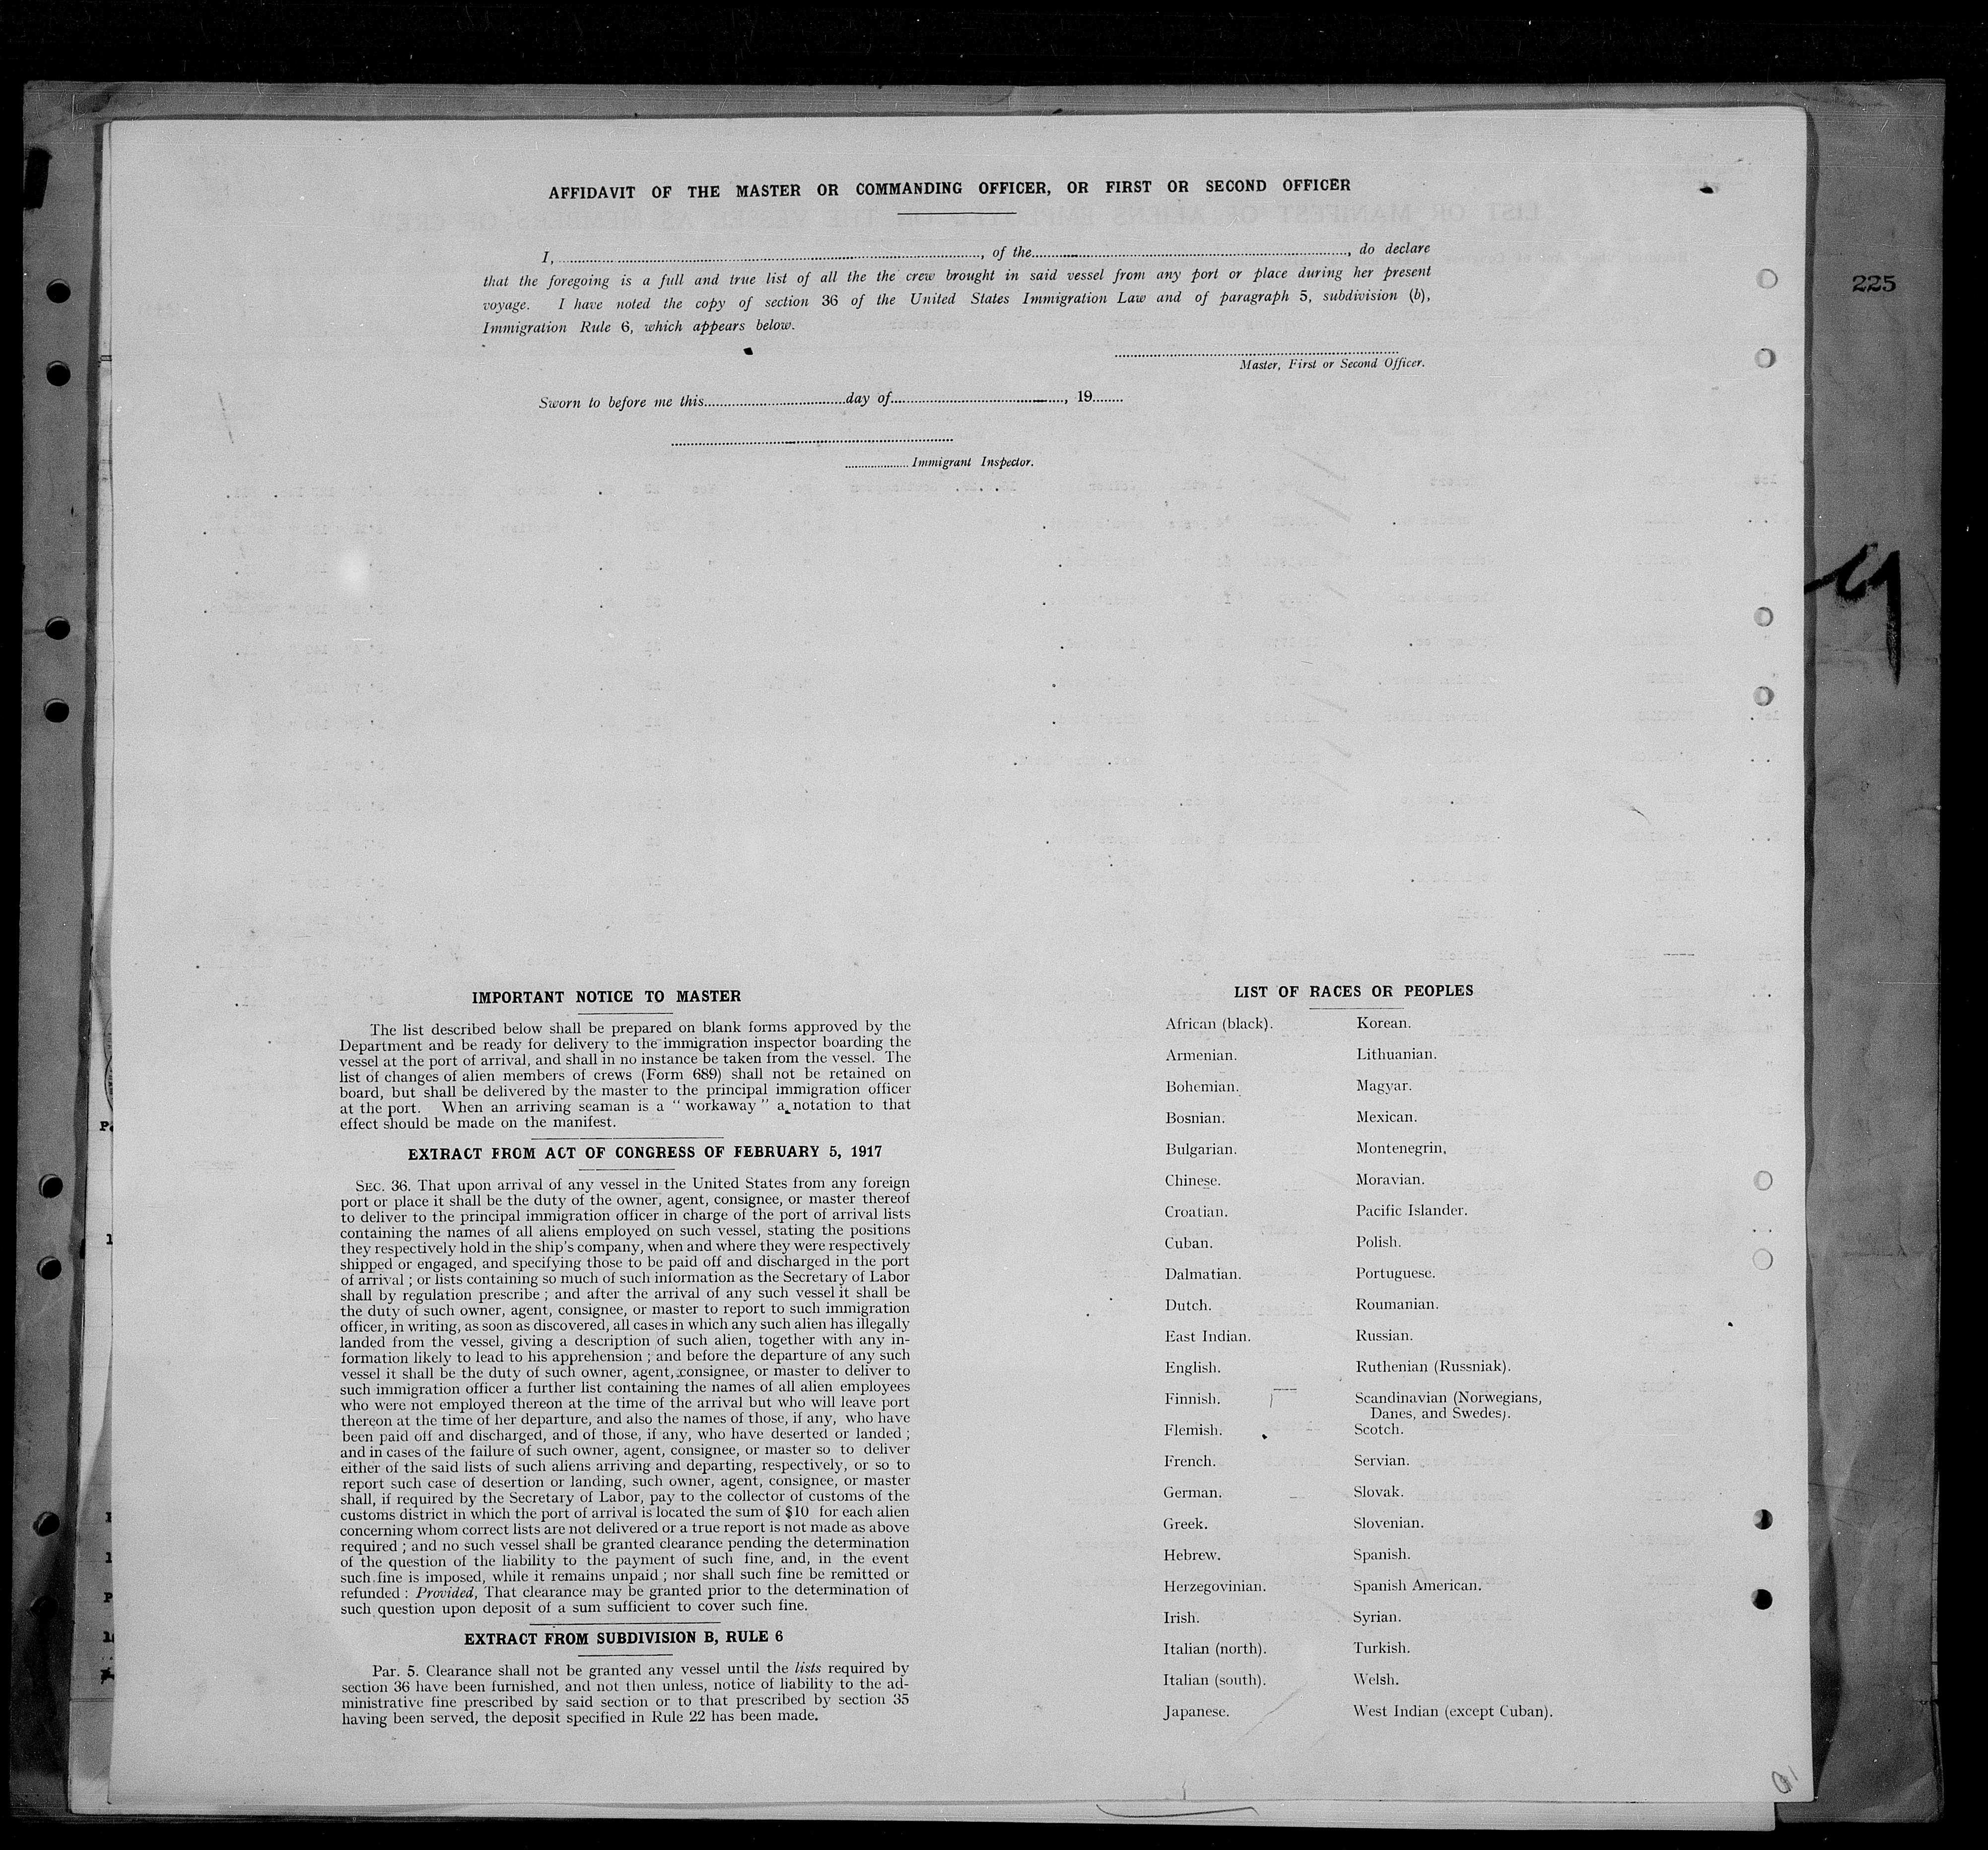 AFFIDAVIT OF THE MASTER OR COMMANDING OFFICER, OR FIRST OR SECOND OFFICER
I,........, of the........, do declare
that the foregoing is a full and true list of all the the crew brought in said vessel from any port or place during her present
voyage. I have noted the copy of section 36 of the United States Immigration Law and of paragraph 5, subdivision (b),
Immigration Rule 6, which appears below.
Master, First or Second Officer.
Sworn to before me this........day of........, 19........
........Immigrant Inspector.
225
IMPORTANT NOTICE TO MASTER
The list described below shall be prepared on blank forms approved by the
Department and be ready for delivery to the immigration inspector boarding the
vessel at the port of arrival, and shall in no instance be taken from the vessel. The
list of changes of alien members of crews (Form 689) shall not be retained on
board, but shall be delivered by the master to the principal immigration officer
at the port. When an arriving seaman is a "workaway" a notation to that
effect should be made on the manifest.
EXTRACT FROM ACT OF CONGRESS OF FEBRUARY 5, 1917
SEC. 36. That upon arrival of any vessel in the United States from any foreign
port or place it shall be the duty of the owner, agent, consignee, or master thereof
to deliver to the principal immigration officer in charge of the port of arrival lists
containing the names of all aliens employed on such vessel, stating the positions
they respectively hold in the ship's company, when and where they were respectively
shipped or engaged, and specifying those to be paid off and discharged in the port
of arrival ; or lists containing so much of such information as the Secretary of Labor
shall by regulation prescribe ; and after the arrival of any such vessel it shall be
the duty of such owner, agent, consignee, or master to report to such immigration
officer, in writing, as soon as discovered, all cases in which any such alien has illegally
landed from the vessel, giving a description of such alien, together with any in-
formation likely to lead to his apprehension ; and before the departure of any such
vessel it shall be the duty of such owner, agent, consignee, or master to deliver to
such immigration officer a further list containing the names of all alien employees
who were not employed thereon at the time of the arrival but who will leave port
thereon at the time of her departure, and also the names of those, if any, who have
been paid off and discharged, and of those, if any, who have deserted or landed ;
and in cases of the failure of such owner, agent, consignee, or master so to deliver
either of the said lists of such aliens arriving and departing, respectively, or so to
report such case of desertion or landing, such owner, agent, consignee, or master
shall, if required by the Secretary of Labor, pay to the collector of customs of the
customs district in which the port of arrival is located the sum of $10 for each alien
concerning whom correct lists are not delivered or a true report is not made as above
required ; and no such vessel shall be granted clearance pending the determination
of the question of the liability to the payment of such fine, and, in the event
such fine is imposed, while it remains unpaid ; nor shall such fine be remitted or
refunded : Provided, That clearance may be granted prior to the determination of
such question upon deposit of a sum sufficient to cover such fine.
EXTRACT FROM SUBDIVISION B, RULE 6
Par. 5. Clearance shall not be granted any vessel until the lists required by
section 36 have been furnished, and not then unless, notice of liability to the ad-
ministrative fine prescribed by said section or to that prescribed by section 35
having been served, the deposit specified in Rule 22 has been made.
LIST OF RACES OR PEOPLES
African (black). Korean.
Armenian. Lithuanian.
Bohemian. Magyar.
Bosnian. Mexican.
Bulgarian. Montenegrin,
Chinese. Moravian.
Croatian. Pacific Islander.
Cuban. Polish.
Dalmatian. Portuguese.
Dutch. Roumanian.
East Indian. Russian.
English. Ruthenian (Russniak).
Finnish. Scandinavian (Norwegians,
Danes, and Swedes).
Flemish. Scotch.
French. Servian.
German. Slovak.
Greek. Slovenian.
Hebrew. Spanish.
Herzegovinian. Spanish American.
Irish. Syrian.
Italian (north). Turkish.
Italian (south). Welsh.
Japanese. West Indian (except Cuban).